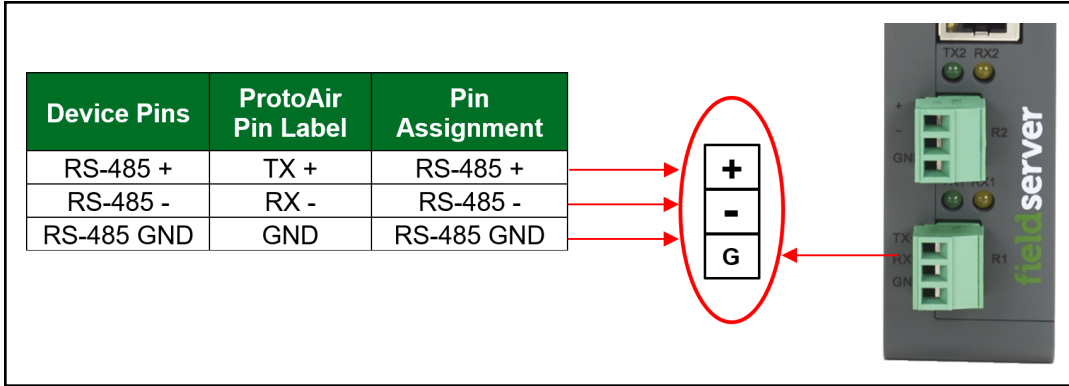 Device Pins ProtoAir Pin Label Pin Assignment
RS-485 + TX + RS-485 +
RS-485 - RX - RS-485 -
RS-485 GND GND RS-485 GND
+
-
G
TX2 RX2
+
-
R2
RX1
TX
RX
R1
GN
fieldserver